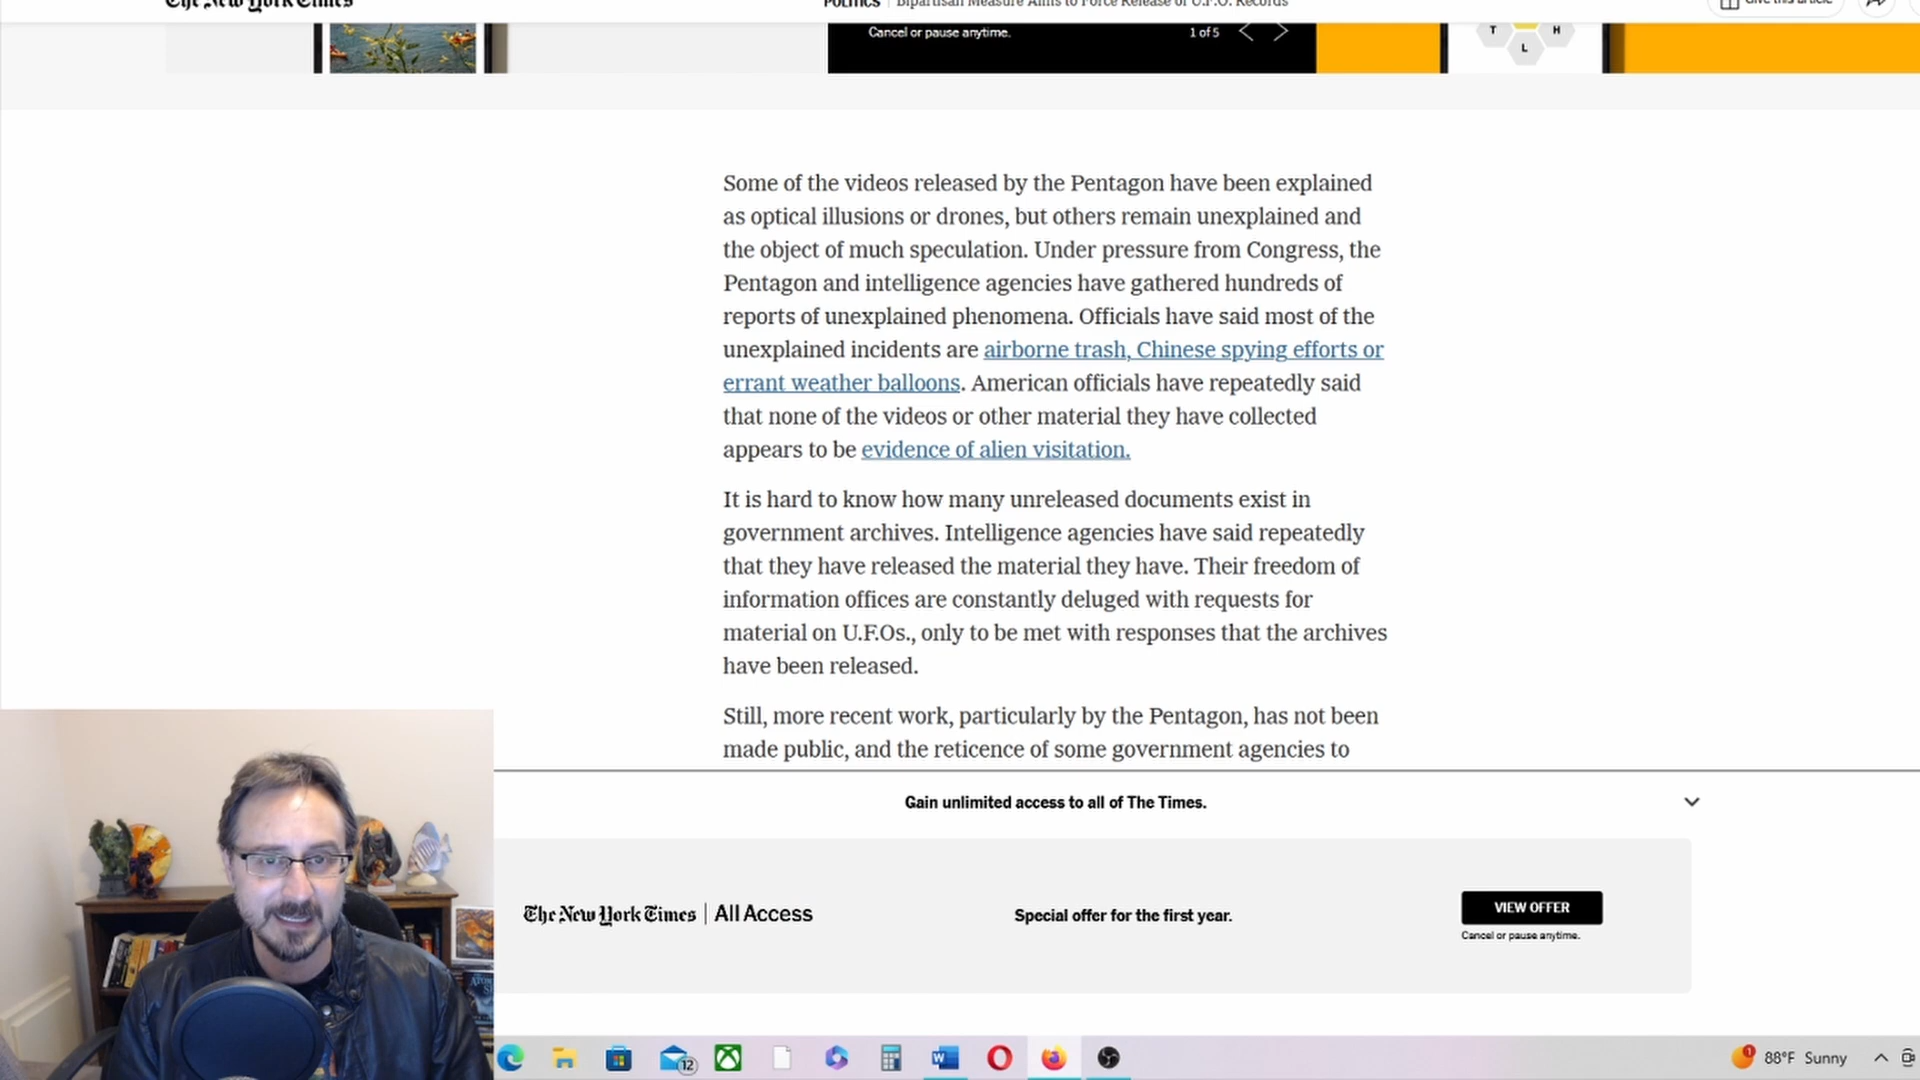 The New York Times
POLITICS | Bipartisan Measure Aims to Force Release of U.F.O. Records
Give this article
Cancel or pause anytime.
1 of 5
T
H
L
Some of the videos released by the Pentagon have been explained
as optical illusions or drones, but others remain unexplained and
the object of much speculation. Under pressure from Congress, the
Pentagon and intelligence agencies have gathered hundreds of
reports of unexplained phenomena. Officials have said most of the
unexplained incidents are airborne trash, Chinese spying efforts or
errant weather balloons. American officials have repeatedly said
that none of the videos or other material they have collected
appears to be evidence of alien visitation.
It is hard to know how many unreleased documents exist in
government archives. Intelligence agencies have said repeatedly
that they have released the material they have. Their freedom of
information offices are constantly deluged with requests for
material on U.F.Os., only to be met with responses that the archives
have been released.
Still, more recent work, particularly by the Pentagon, has not been
made public, and the reticence of some government agencies to
Gain unlimited access to all of The Times.
The New York Times | All Access
Special offer for the first year.
VIEW OFFER
Cancel or pause anytime.
12
1
88°F Sunny